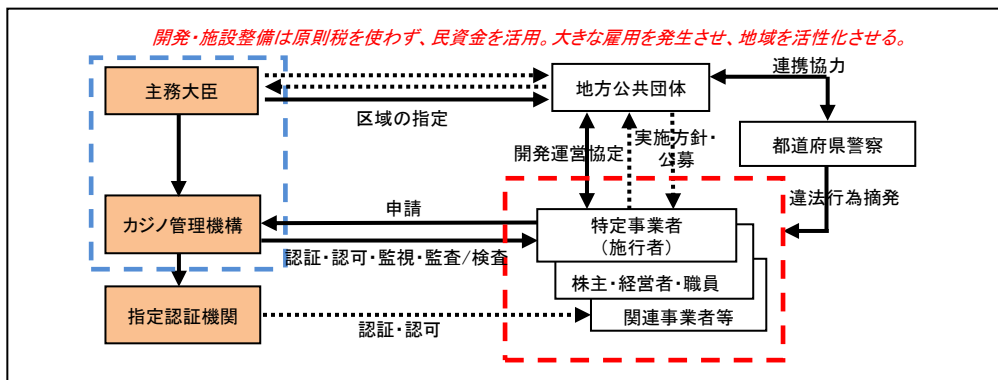 開発・施設整備は原則税を使わず、民資金を活用。大きな雇用を発生させ、地域を活性化させる。
主務大臣
地方公共団体
連携協力
区域の指定
都道府県警察
開発運営協定
実施方針・
公募
違法行為摘発
カジノ管理機構
申請
特定事業者
（施行者）
認証・認可・監視・監査/検査
株主・経営者・職員
指定認証機関
関連事業者等
認証・認可